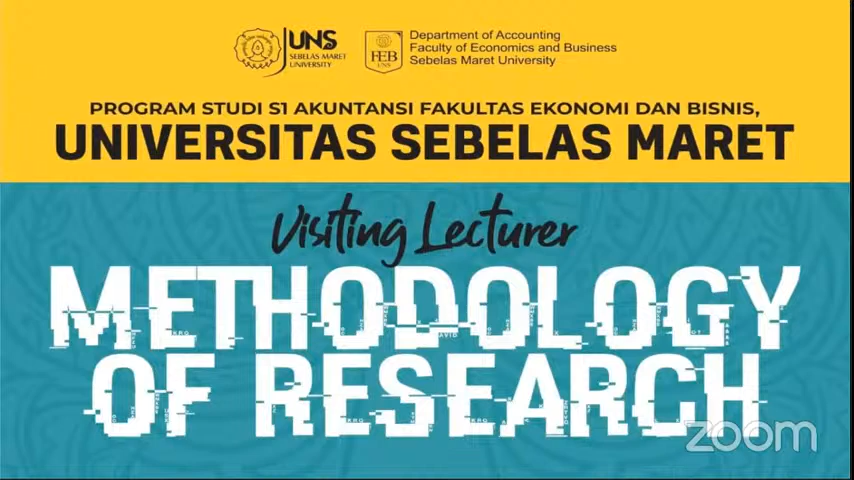 UNS
SEBELAS MARET
UNIVERSITY
FEB
UNS
Department of Accounting
Faculty of Economics and Business
Sebelas Maret University
PROGRAM STUDI S1 AKUNTANSI FAKULTAS EKONOMI DAN BISNIS,
UNIVERSITAS SEBELAS MARET
Visiting Lecturer
METHODOLOGY
OF RESEARCH
zoom